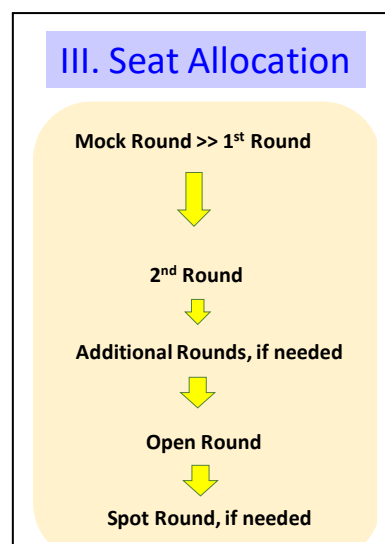 III. Seat Allocation
Mock Round >> 1st Round
2nd Round
Additional Rounds, if needed
Open Round
Spot Round, if needed